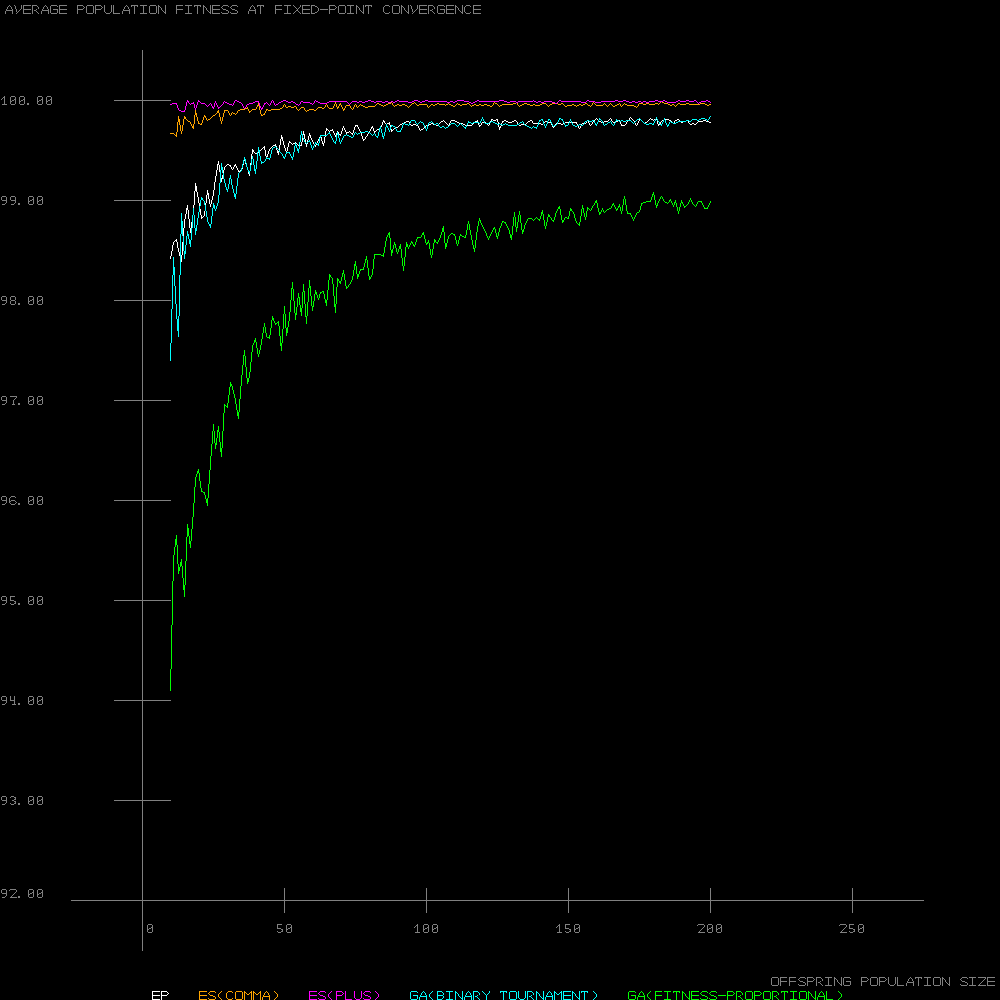 AVERAGE POPULATION FITNESS AT FIXED-POINT CONVERGENCE
100.00
99.00
98.00
97.00
96.00
95.00
94.00
93.00
92.00
0 50 100 150 200 250
OFFSPRING POPULATION SIZE
EP ES(COMMA) ES(PLUS) GA(BINARY TOURNAMENT) GA(FITNESS-PROPORTIONAL)